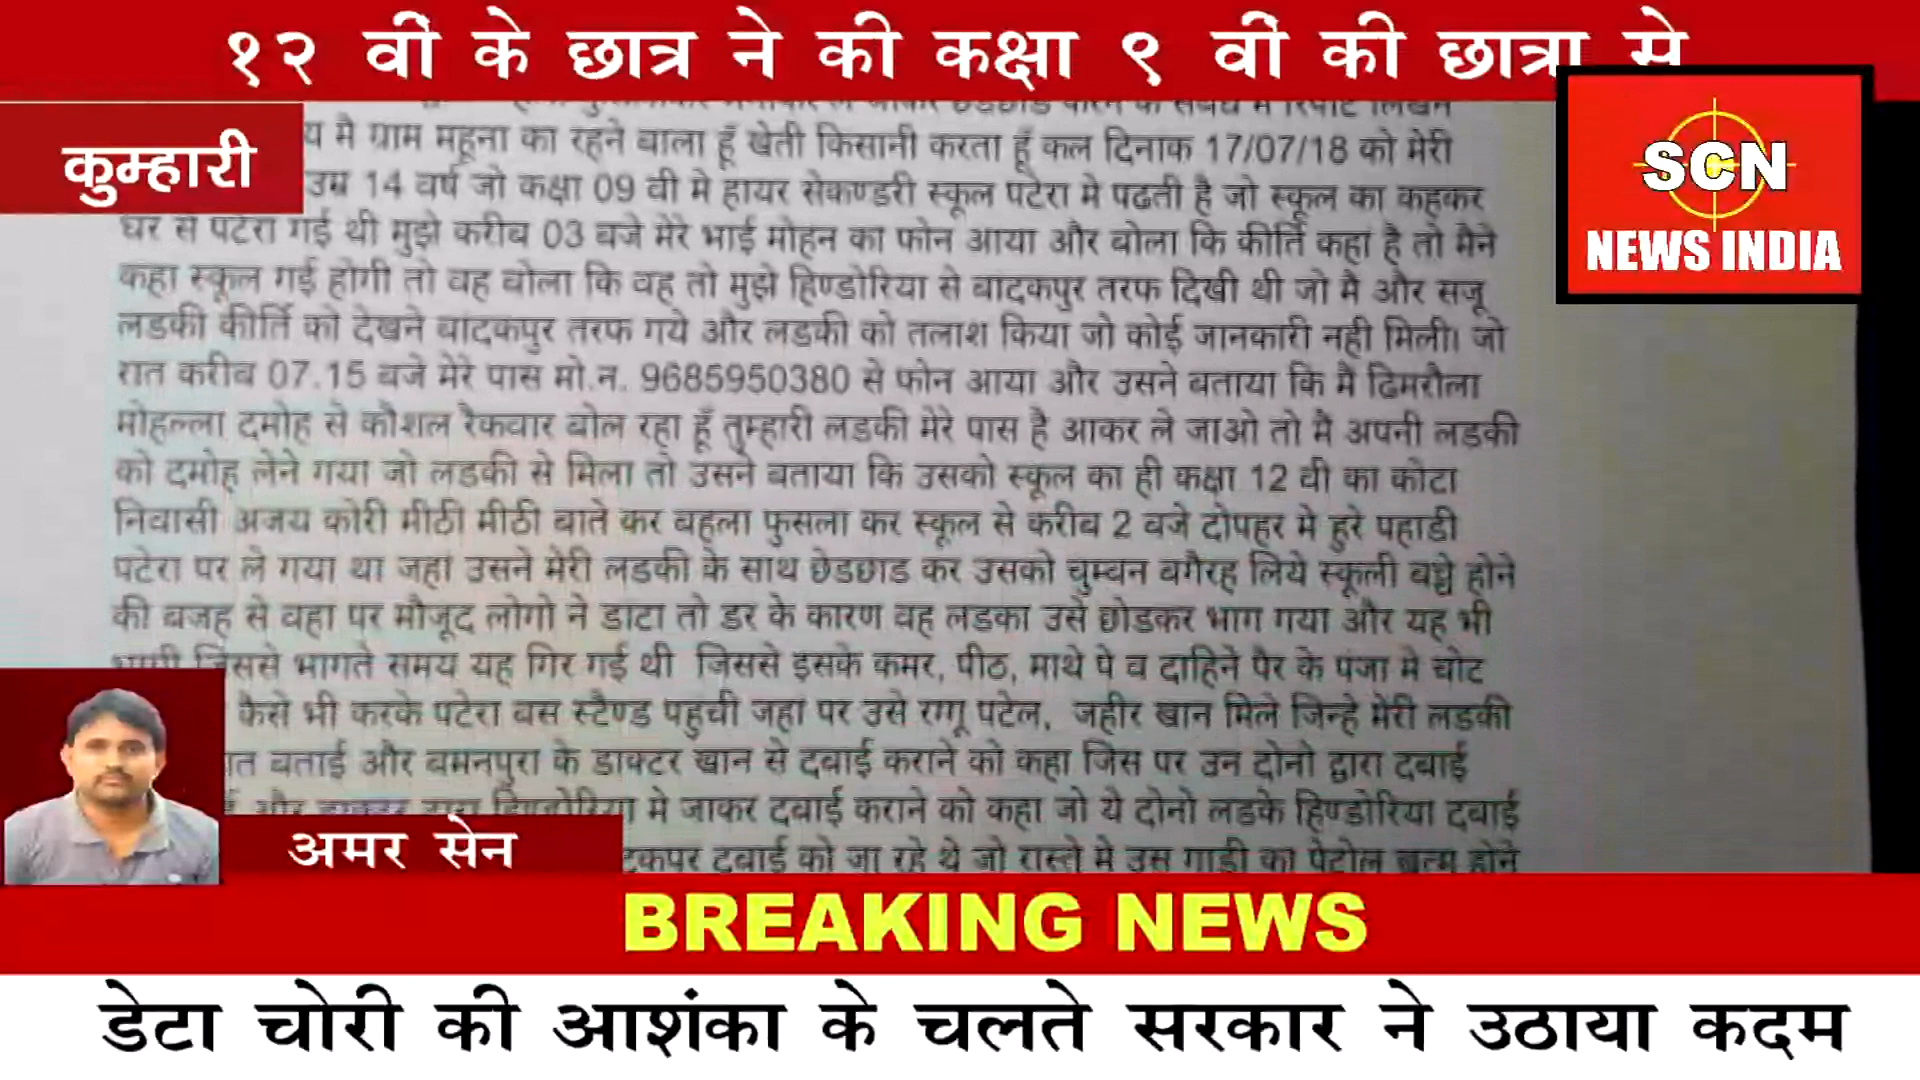 १२ वीं के छात्र ने की कक्षा ९ वीं की छात्रा से
कुम्हारी
SCN
NEWS INDIA
य मै ग्राम महूना का रहने वाला हूँ खेती किसानी करता हूँ कल दिनाक 17/07/18 को मेरी
उम्र 14 वर्ष जो कक्षा 09 वी मे हायर सेकण्डरी स्कूल पटेरा मे पढती है जो स्कूल का कहकर
घर से पटेरा गई थी मुझे करीब 03 बजे मेरे भाई मोहन का फोन आया और बोला कि कीर्ति कहा है तो मैने
कहा स्कूल गई होगी तो वह बोला कि वह तो मुझे हिण्डोरिया से बादकपुर तरफ दिखी थी जो मै और सजू
लडकी कीर्ति को देखने बांदकपुर तरफ गये और लडकी को तलाश किया जो कोई जानकारी नही मिली। जो
रात करीब 07.15 बजे मेरे पास मो.न. 9685950380 से फोन आया और उसने बताया कि मै ढिमरौला
मोहल्ला दमोह से कौशल रैकवार बोल रहा हूँ तुम्हारी लडकी मेरे पास है आकर ले जाओ तो मै अपनी लडकी
को दमोह लेने गया जो लडकी से मिला तो उसने बताया कि उसको स्कूल का ही कक्षा 12 वी का कोटा
निवासी अजय कोरी मीठी मीठी बाते कर बहला फुसला कर स्कूल से करीब 2 बजे दोपहर मे हुरे पहाडी
पटेरा पर ले गया था जहा उसने मेरी लडकी के साथ छेडछाड कर उसको चुम्बन वगैरह लिये स्कूली बच्चे होने
की वजह से वहा पर मौजूद लोगो ने डाटा तो डर के कारण वह लडका उसे छोडकर भाग गया और यह भी
भागी जिससे भागते समय यह गिर गई थी जिससे इसके कमर, पीठ, माथे पे व दाहिने पैर के पंजा मे चोट
कैसे भी करके पटेरा बस स्टैण्ड पहुची जहा पर उसे रग्गू पटेल, जहीर खान मिले जिन्हे मेरी लडकी
बताई और बमनपुरा के डाक्टर खान से दवाई कराने को कहा जिस पर उन दोनो द्वारा दवाई
मे जाकर दवाई कराने को कहा जो ये दोनो लडके हिण्डोरिया दवाई
दवाई को जा रहे थे जो रास्ते मे उस गाडी का पेट्रोल खत्म होने
अमर सेन
BREAKING NEWS
डेटा चोरी की आशंका के चलते सरकार ने उठाया कदम